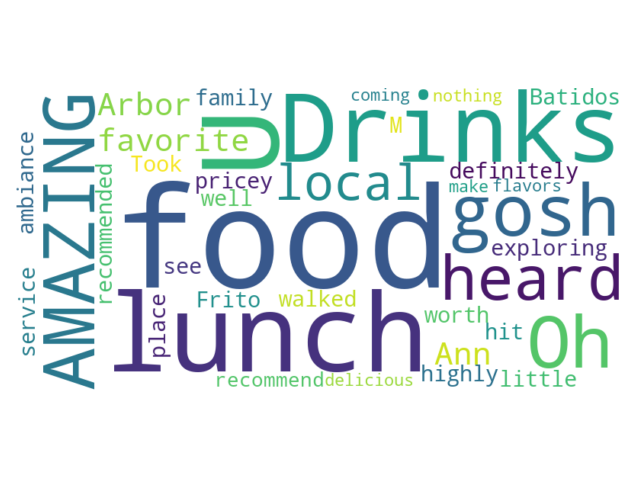 Arbor
family
coming
nothing
Batidos
Drinks
M
U
favorite
Took
AMAZING
ambiance
recommended
pricey
well
local
definitely
make
flavors
food
gosh
exploring
see
heard
service
place
Frito
walked
lunch
worth
hit
Oh
Ann
highly
little
recommend
delicious